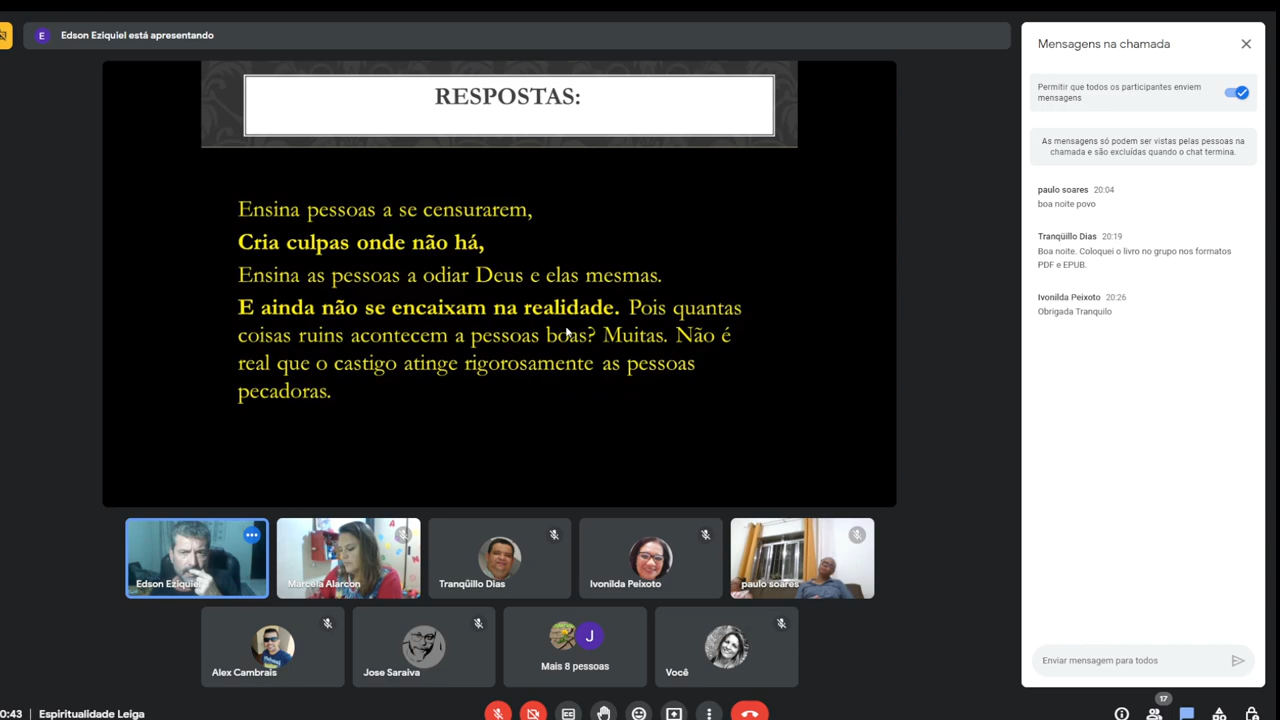 E
Edson Eziquiel está apresentando
RESPOSTAS:
Ensina pessoas a se censurarem,
Cria culpas onde não há,
Ensina as pessoas a odiar Deus e elas mesmas.
E ainda não se encaixam na realidade. Pois quantas
coisas ruins acontecem a pessoas boas? Muitas. Não é
real que o castigo atinge rigorosamente as pessoas
pecadoras.
Edson Eziquiel
Marcela Alarcon
Tranqüillo Dias
Ivonilda Peixoto
paulo soares
Alex Cambrais
Jose Saraiva
J
Mais 8 pessoas
Você
0:43 | Espiritualidade Leiga
Mensagens na chamada
Permitir que todos os participantes enviem
mensagens
As mensagens só podem ser vistas pelas pessoas na
chamada e são excluídas quando o chat termina.
paulo soares 20:04
boa noite povo
Tranqüillo Dias 20:19
Boa noite. Coloquei o livro no grupo nos formatos
PDF e EPUB.
Ivonilda Peixoto 20:26
Obrigada Tranquilo
Enviar mensagem para todos
17